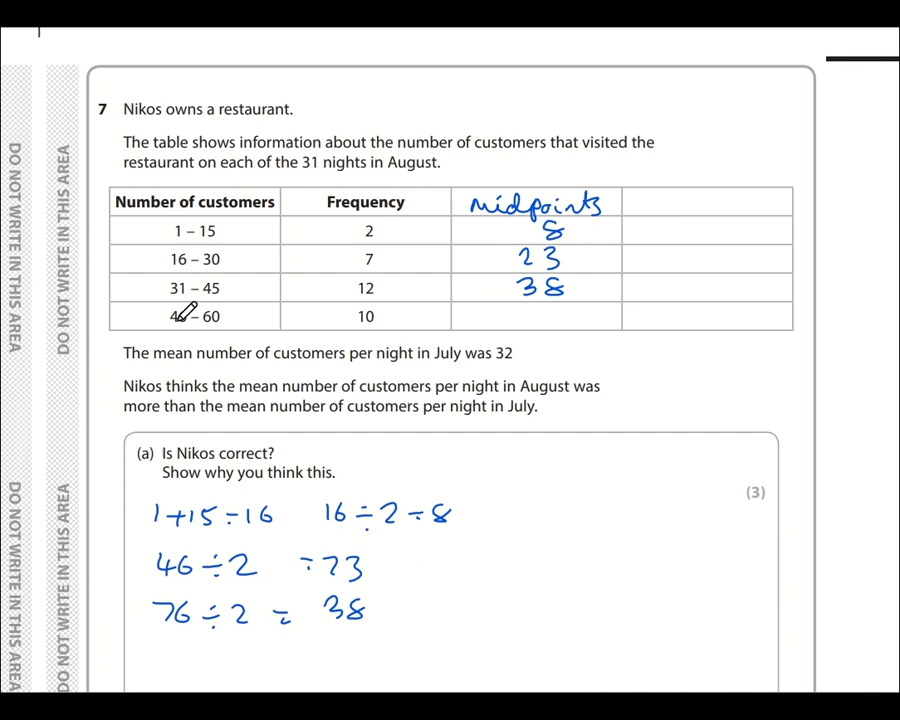 7 Nikos owns a restaurant.
The table shows information about the number of customers that visited the
restaurant on each of the 31 nights in August.
Number of customers Frequency midpoints
1 – 15 2 8
16 – 30 7 23
31 – 45 12 38
46 – 60 10
The mean number of customers per night in July was 32
Nikos thinks the mean number of customers per night in August was
more than the mean number of customers per night in July.
(a) Is Nikos correct?
Show why you think this.
(3)
1+15=16 16÷2=8
46÷2 =23
76÷2 = 38
DO NOT WRITE IN THIS AREA
DO NOT WRITE IN THIS AREA
DO NOT WRITE IN THIS AREA
DO NOT WRITE IN THIS AREA